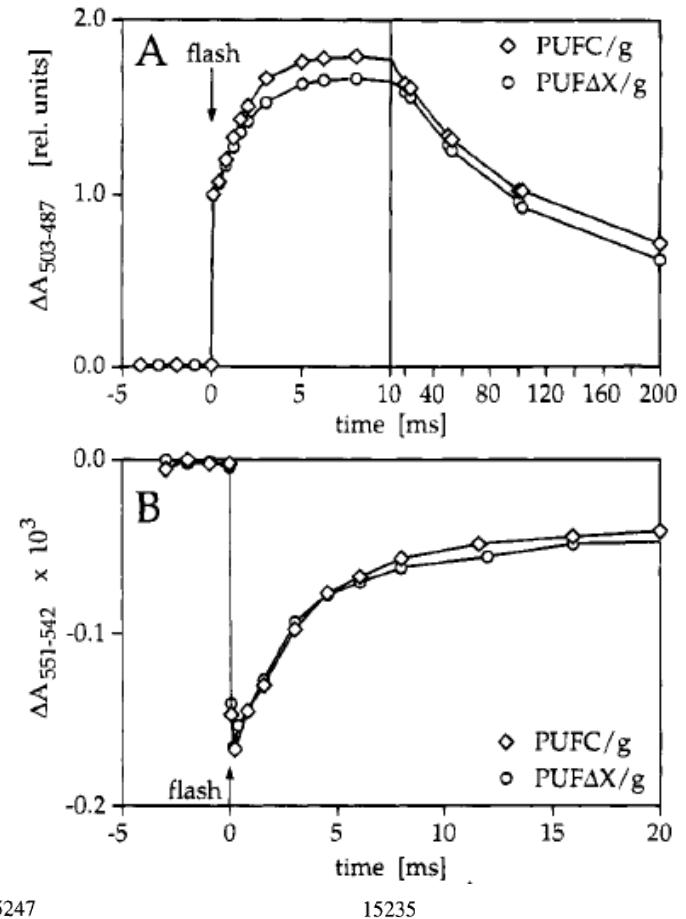 2.0
A
flash
◇ PUFC/g
○ PUFΔX/g
ΔA503-487 [rel. units]
1.0
0.0
-5 0 5 10 10 40 80 120 160 200
time [ms]
0.0
B
ΔA551-542 x 10³
-0.1
◇ PUFC/g
○ PUFΔX/g
flash
-0.2
-5 0 5 10 15 20
time [ms]
5247 15235